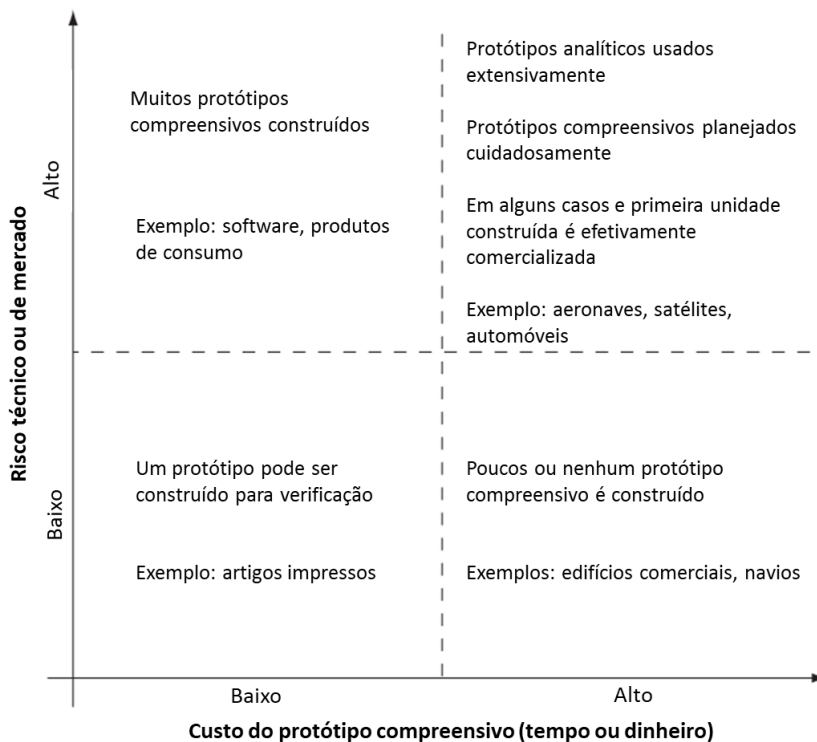 Risco técnico ou de mercado
Alto
Baixo
Muitos protótipos
compreensivos construídos
Exemplo: software, produtos
de consumo
Protótipos analíticos usados
extensivamente
Protótipos compreensivos planejados
cuidadosamente
Em alguns casos e primeira unidade
construída é efetivamente
comercializada
Exemplo: aeronaves, satélites,
automóveis
Um protótipo pode ser
construído para verificação
Exemplo: artigos impressos
Poucos ou nenhum protótipo
compreensivo é construído
Exemplos: edifícios comerciais, navios
Baixo
Alto
Custo do protótipo compreensivo (tempo ou dinheiro)